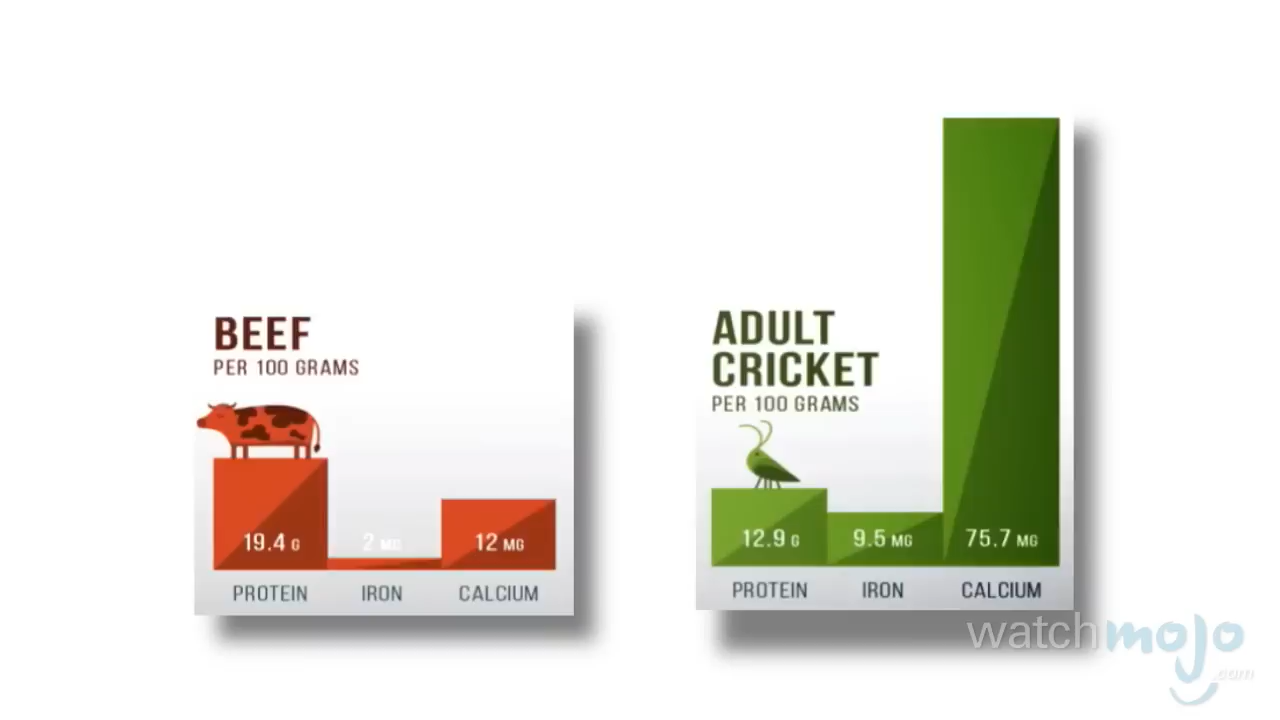 BEEF
PER 100 GRAMS
19.4 G
2 MG
12 MG
PROTEIN
IRON
CALCIUM
ADULT
CRICKET
PER 100 GRAMS
12.9 G
9.5 MG
75.7 MG
PROTEIN
IRON
CALCIUM
watchmojo
.com